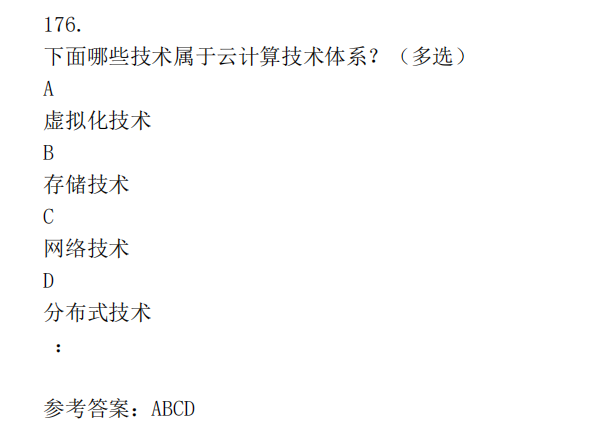 176.
下面哪些技术属于云计算技术体系？（多选）
A
虚拟化技术
B
存储技术
C
网络技术
D
分布式技术
：
参考答案：ABCD